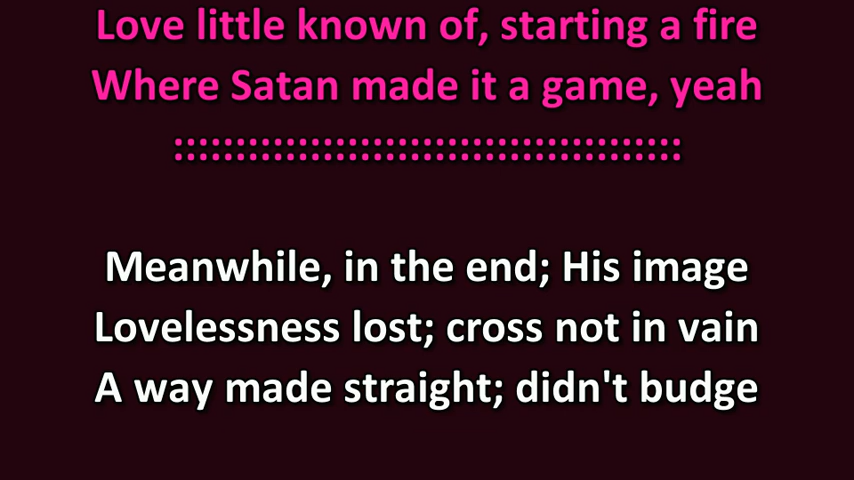 Love little known of, starting a fire
Where Satan made it a game, yeah
:::::::::::::::::::::::::::::::::::::::::
Meanwhile, in the end; His image
Lovelessness lost; cross not in vain
A way made straight; didn't budge